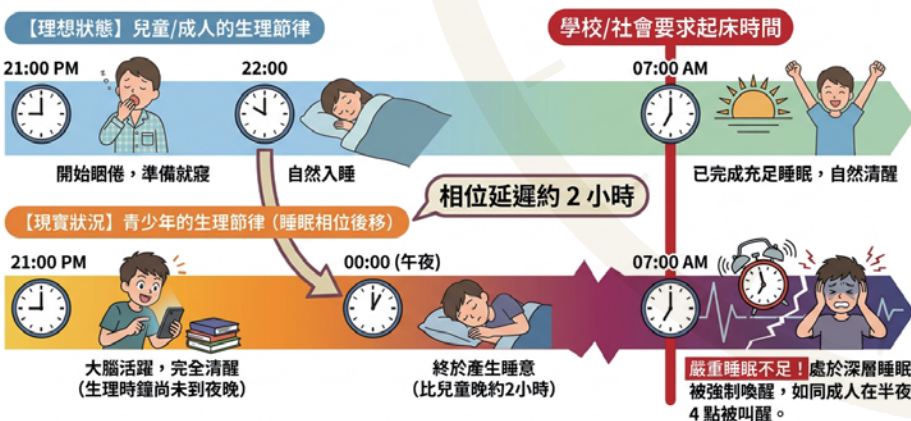 【理想狀態】兒童/成人的生理節律
學校/社會要求起床時間
21:00 PM
22:00
07:00 AM
開始睏倦，準備就寢
自然入睡
已完成充足睡眠，自然清醒
相位延遲約 2 小時
【現實狀況】青少年的生理節律（睡眠相位後移）
21:00 PM
00:00 (午夜)
07:00 AM
大腦活躍，完全清醒
（生理時鐘尚未到夜晚）
終於產生睡意
（比兒童晚約2小時）
嚴重睡眠不足！處於深層睡眠
被強制喚醒，如同成人在半夜
4 點被叫醒。